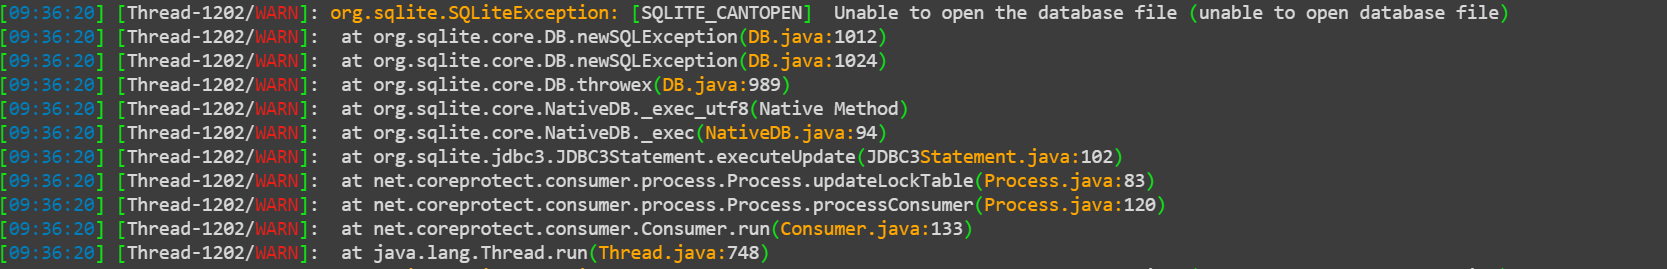 [09:36:20] [Thread-1202/WARN]: org.sqlite.SQLiteException: [SQLITE_CANTOPEN]  Unable to open the database file (unable to open database file)
[09:36:20] [Thread-1202/WARN]:  at org.sqlite.core.DB.newSQLException(DB.java:1012)
[09:36:20] [Thread-1202/WARN]:  at org.sqlite.core.DB.newSQLException(DB.java:1024)
[09:36:20] [Thread-1202/WARN]:  at org.sqlite.core.DB.throwex(DB.java:989)
[09:36:20] [Thread-1202/WARN]:  at org.sqlite.core.NativeDB._exec_utf8(Native Method)
[09:36:20] [Thread-1202/WARN]:  at org.sqlite.core.NativeDB._exec(NativeDB.java:94)
[09:36:20] [Thread-1202/WARN]:  at org.sqlite.jdbc3.JDBC3Statement.executeUpdate(JDBC3Statement.java:102)
[09:36:20] [Thread-1202/WARN]:  at net.coreprotect.consumer.process.Process.updateLockTable(Process.java:83)
[09:36:20] [Thread-1202/WARN]:  at net.coreprotect.consumer.process.Process.processConsumer(Process.java:120)
[09:36:20] [Thread-1202/WARN]:  at net.coreprotect.consumer.Consumer.run(Consumer.java:133)
[09:36:20] [Thread-1202/WARN]:  at java.lang.Thread.run(Thread.java:748)